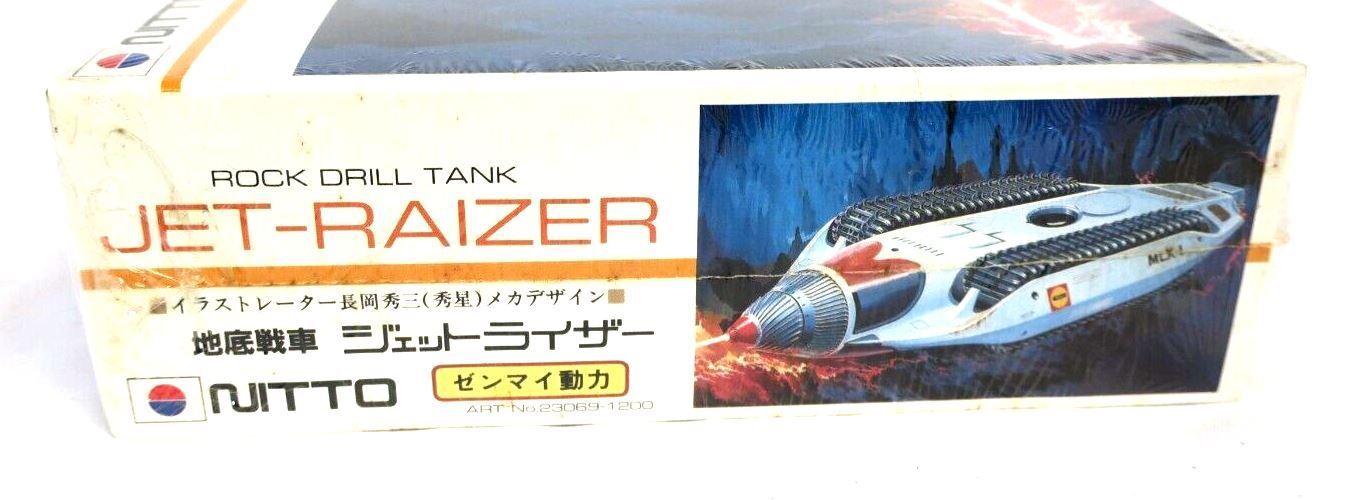 NITTO
ROCK DRILL TANK
JET-RAIZER
■イラストレーター長岡秀三(秀星)メカデザイン■
地底戦車 ジェットライザー
NITTO
ゼンマイ動力
ART No.23069-1200
MLX-1